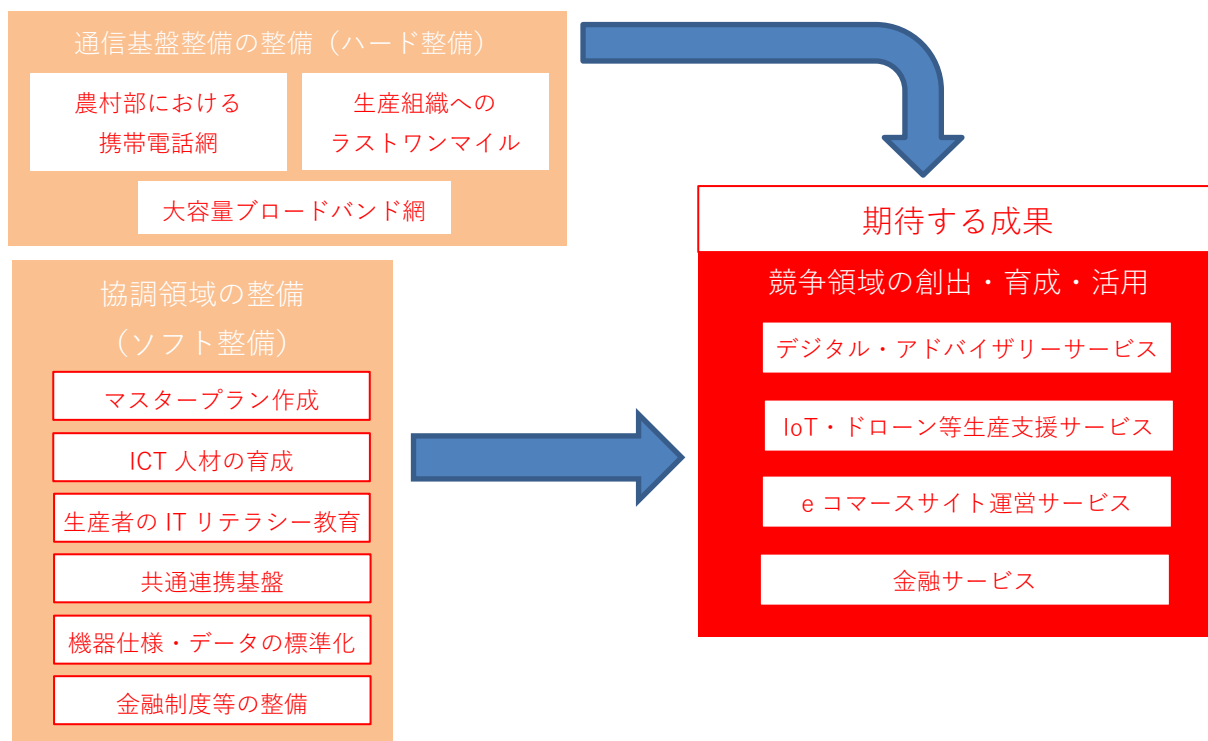 通信基盤整備の整備（ハード整備）
農村部における
携帯電話網
生産組織への
ラストワンマイル
大容量ブロードバンド網
協調領域の整備
（ソフト整備）
マスタープラン作成
ICT 人材の育成
生産者の IT リテラシー教育
共通連携基盤
機器仕様・データの標準化
金融制度等の整備
期待する成果
競争領域の創出・育成・活用
デジタル・アドバイザリーサービス
IoT・ドローン等生産支援サービス
e コマースサイト運営サービス
金融サービス